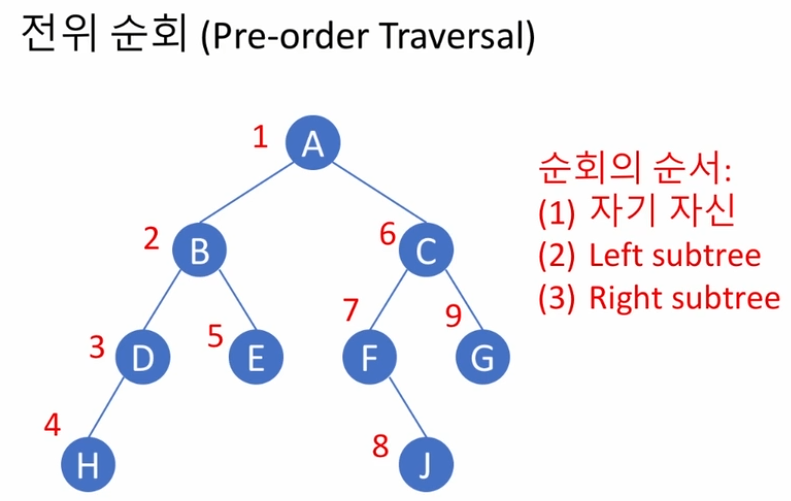 전위 순회 (Pre-order Traversal)
1 A
순회의 순서:
(1) 자기 자신
(2) Left subtree
(3) Right subtree
2 B
6 C
3 D
5 E
7 F
9 G
4 H
8 J